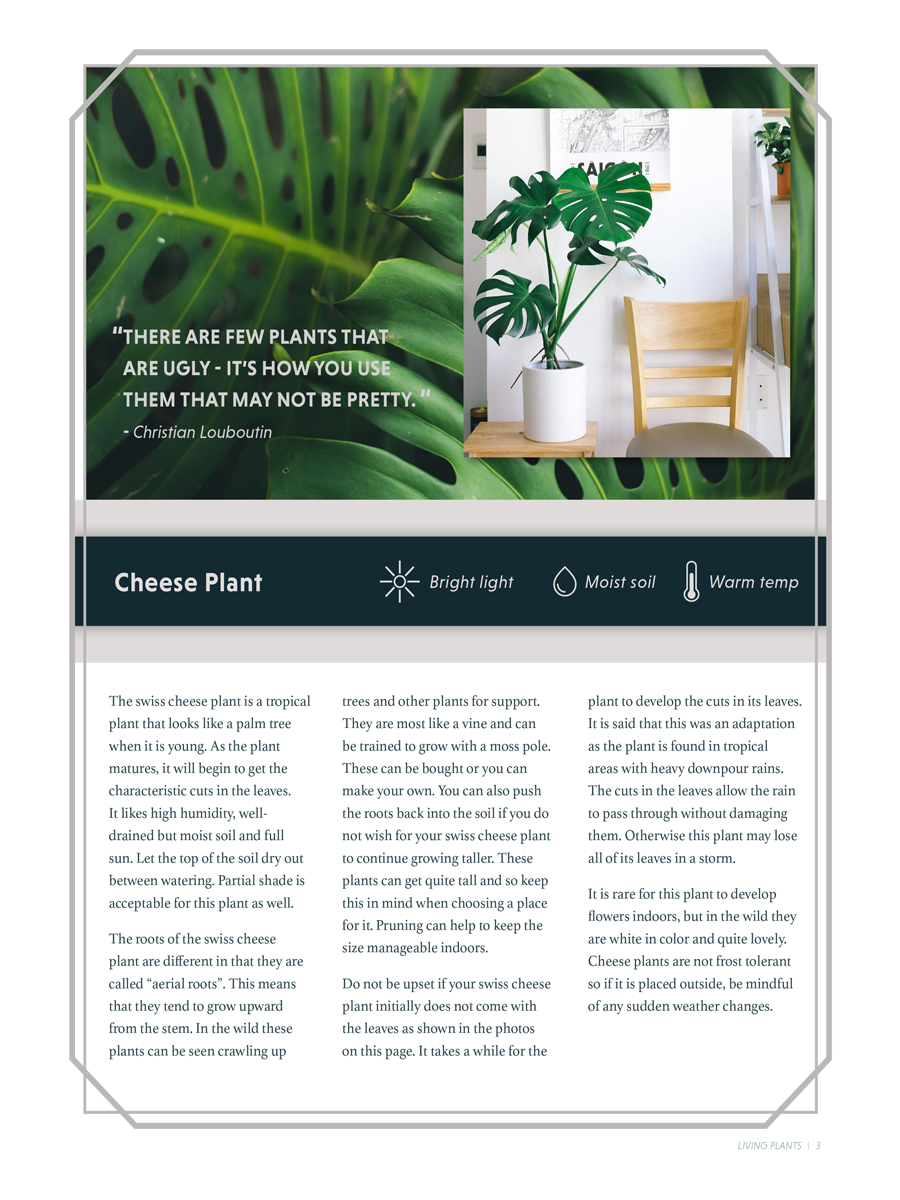 SAIGON
"THERE ARE FEW PLANTS THAT
ARE UGLY - IT'S HOW YOU USE
THEM THAT MAY NOT BE PRETTY. "
- Christian Louboutin
Cheese Plant
Bright light
Moist soil
Warm temp
The swiss cheese plant is a tropical
plant that looks like a palm tree
when it is young. As the plant
matures, it will begin to get the
characteristic cuts in the leaves.
It likes high humidity, well-
drained but moist soil and full
sun. Let the top of the soil dry out
between watering. Partial shade is
acceptable for this plant as well.
The roots of the swiss cheese
plant are different in that they are
called “aerial roots”. This means
that they tend to grow upward
from the stem. In the wild these
plants can be seen crawling up
trees and other plants for support.
They are most like a vine and can
be trained to grow with a moss pole.
These can be bought or you can
make your own. You can also push
the roots back into the soil if you do
not wish for your swiss cheese plant
to continue growing taller. These
plants can get quite tall and so keep
this in mind when choosing a place
for it. Pruning can help to keep the
size manageable indoors.
Do not be upset if your swiss cheese
plant initially does not come with
the leaves as shown in the photos
on this page. It takes a while for the
plant to develop the cuts in its leaves.
It is said that this was an adaptation
as the plant is found in tropical
areas with heavy downpour rains.
The cuts in the leaves allow the rain
to pass through without damaging
them. Otherwise this plant may lose
all of its leaves in a storm.
It is rare for this plant to develop
flowers indoors, but in the wild they
are white in color and quite lovely.
Cheese plants are not frost tolerant
so if it is placed outside, be mindful
of any sudden weather changes.
LIVING PLANTS | 3